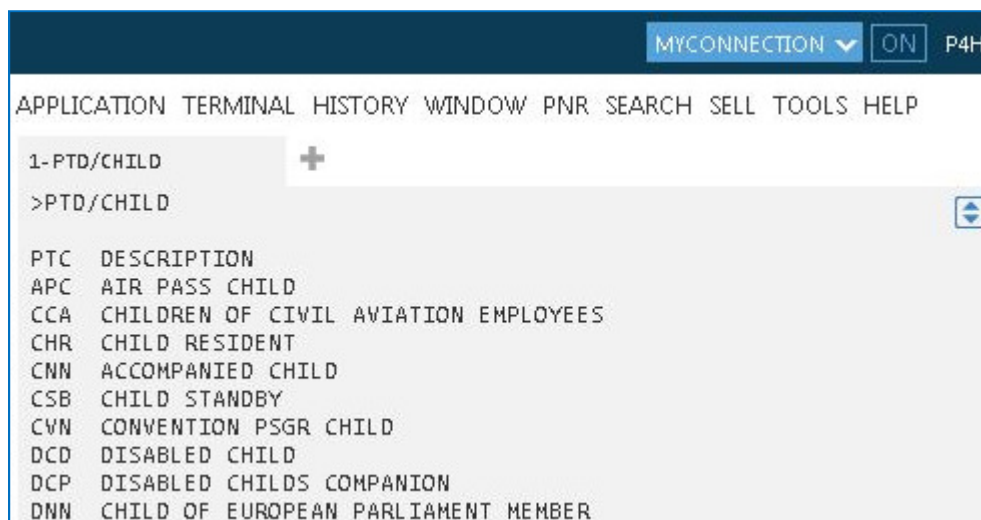 MYCONNECTION ON P4H
APPLICATION TERMINAL HISTORY WINDOW PNR SEARCH SELL TOOLS HELP
1-PTD/CHILD
>PTD/CHILD
PTC DESCRIPTION
APC AIR PASS CHILD
CCA CHILDREN OF CIVIL AVIATION EMPLOYEES
CHR CHILD RESIDENT
CNN ACCOMPANIED CHILD
CSB CHILD STANDBY
CVN CONVENTION PSGR CHILD
DCD DISABLED CHILD
DCP DISABLED CHILDS COMPANION
DNN CHILD OF EUROPEAN PARLIAMENT MEMBER